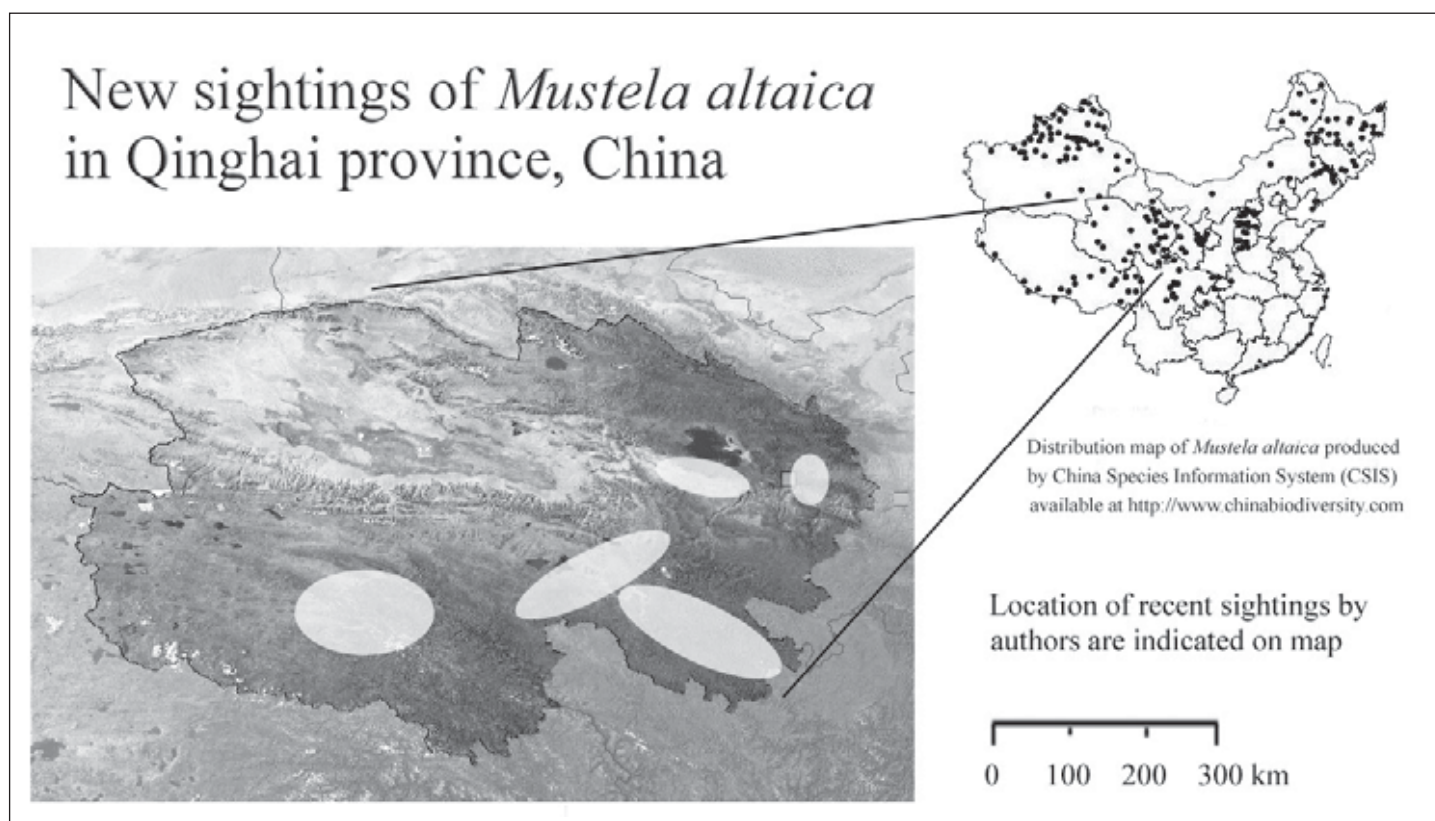 New sightings of Mustela altaica
in Qinghai province, China
Distribution map of Mustela altaica produced
by China Species Information System (CSIS)
available at http://www.chinabiodiversity.com
Location of recent sightings by
authors are indicated on map
0 100 200 300 km